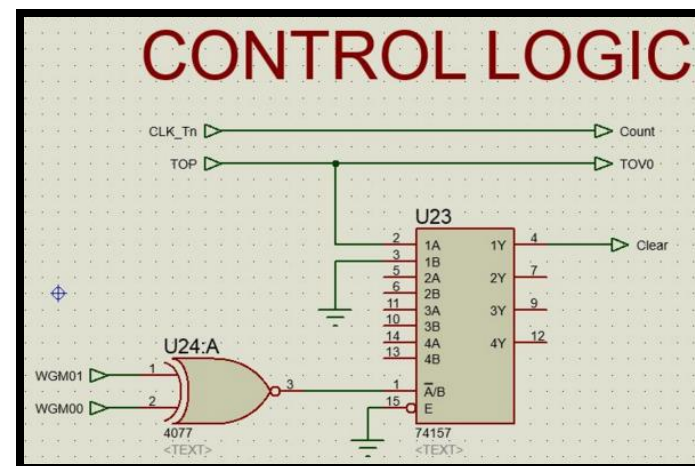 CONTROL LOGIC
CLK_Tn Count
TOP TOV0
U23
2 1A 1Y 4 Clear
3 1B
5 2A 2Y 7
6 2B
11 3A 3Y 9
10 3B
14 4A 4Y 12
13 4B
U24:A
WGM01 1
3 1 A/B
WGM00 2
15 E
4077 74157
<TEXT> <TEXT>